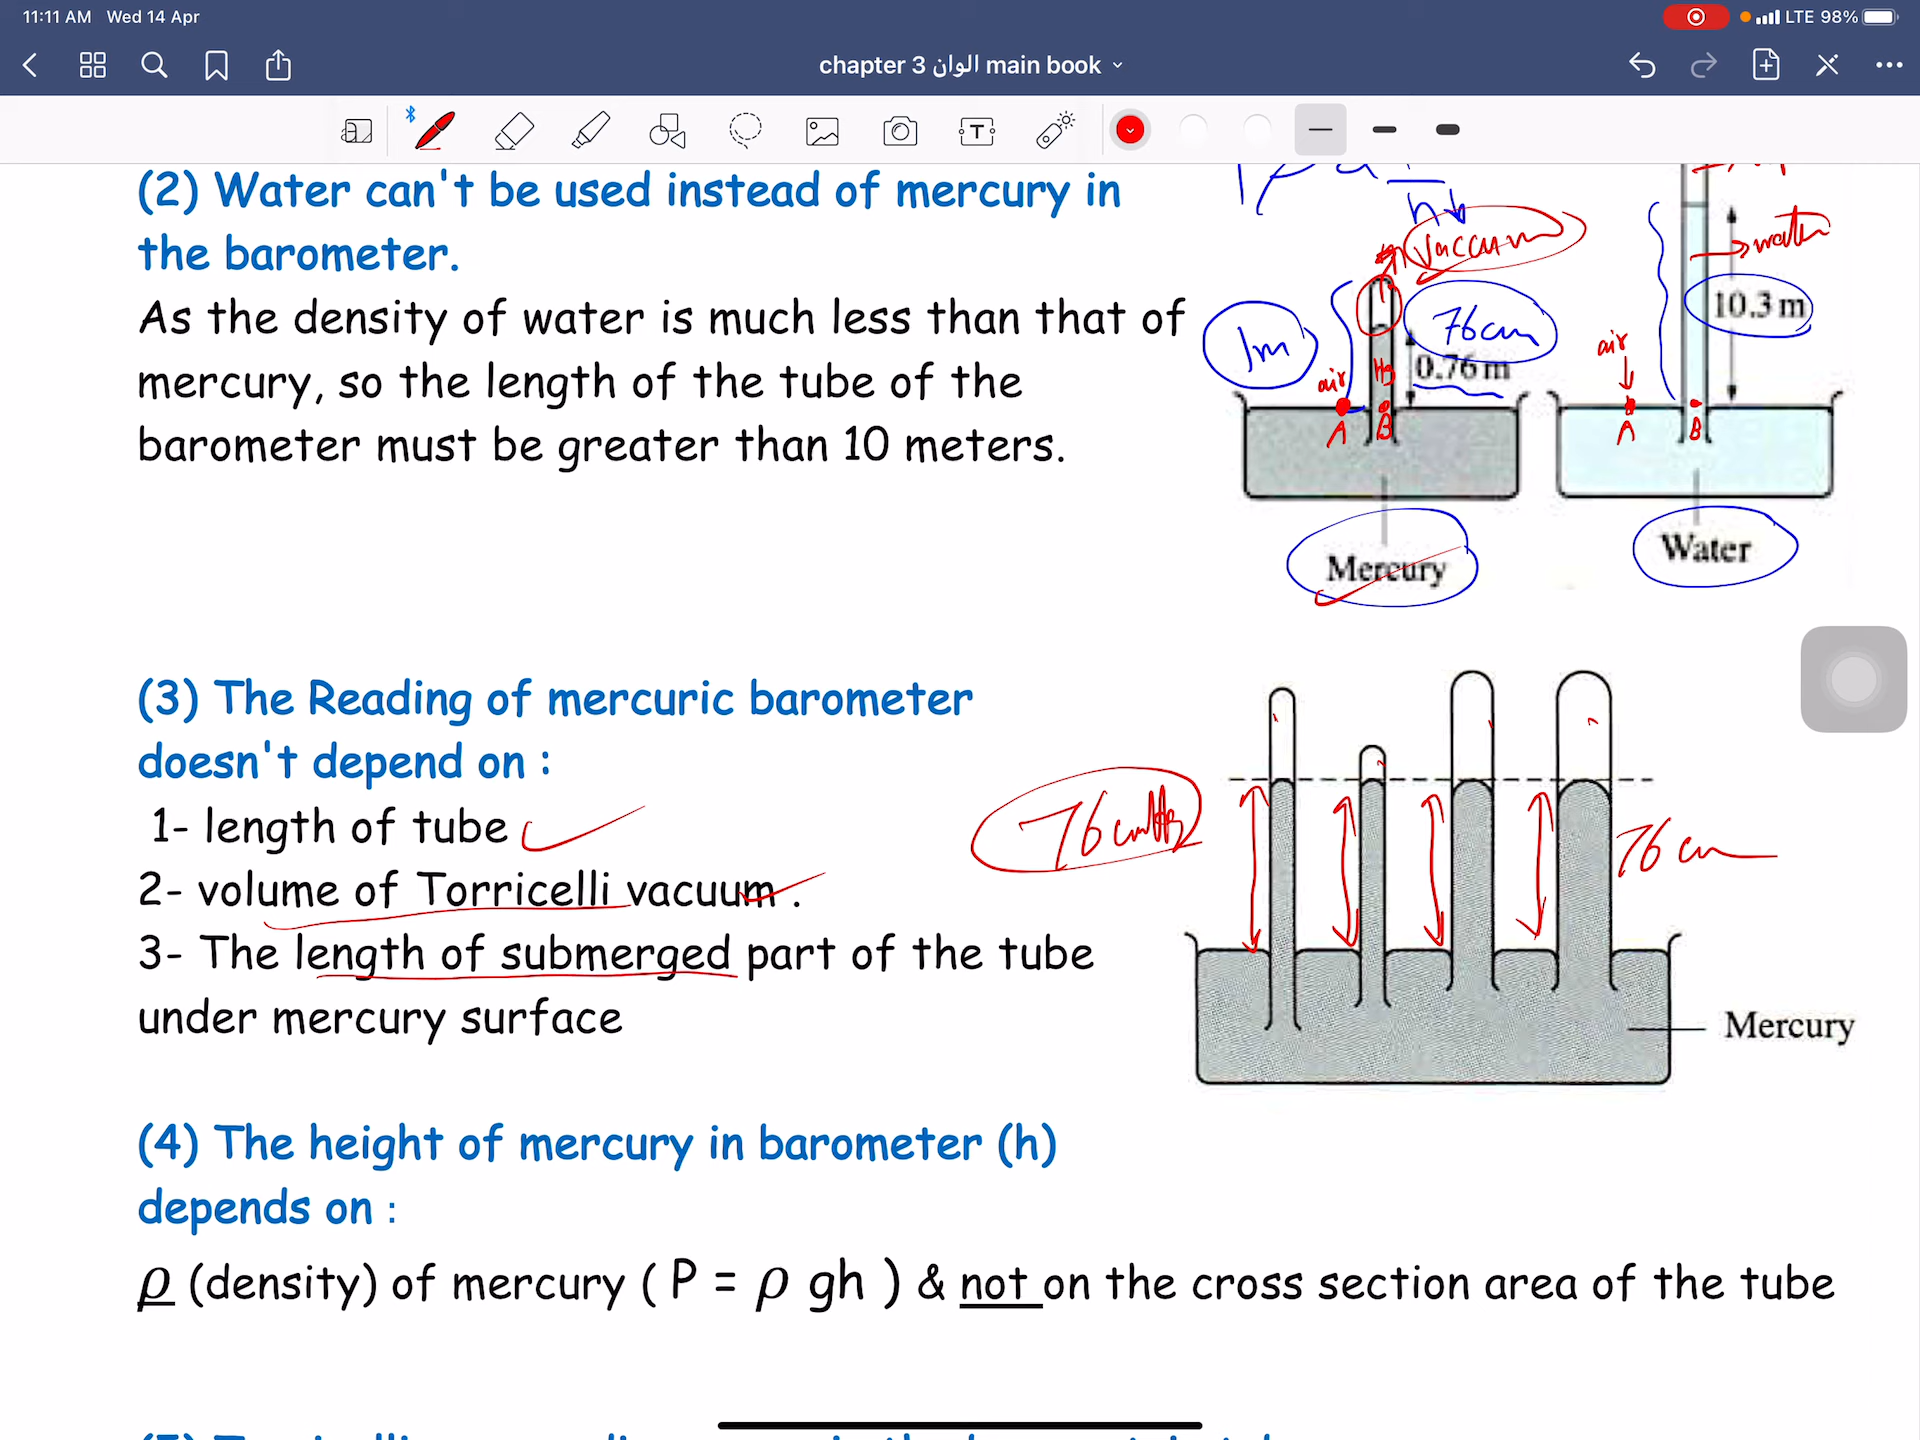 11:11 AM Wed 14 Apr
LTE 98%
chapter 3 الوان main book
(2) Water can't be used instead of mercury in
the barometer.
As the density of water is much less than that of
mercury, so the length of the tube of the
barometer must be greater than 10 meters.
h
vaccum
1m
76cm
Hg
0.76 m
air
A B
Mercury
water
10.3 m
air
A B
Water
(3) The Reading of mercuric barometer
doesn't depend on :
1- length of tube
2- volume of Torricelli vacuum .
3- The length of submerged part of the tube
under mercury surface
76 cmHg
76 cm
Mercury
(4) The height of mercury in barometer (h)
depends on :
ρ (density) of mercury ( P = ρ gh ) & not on the cross section area of the tube